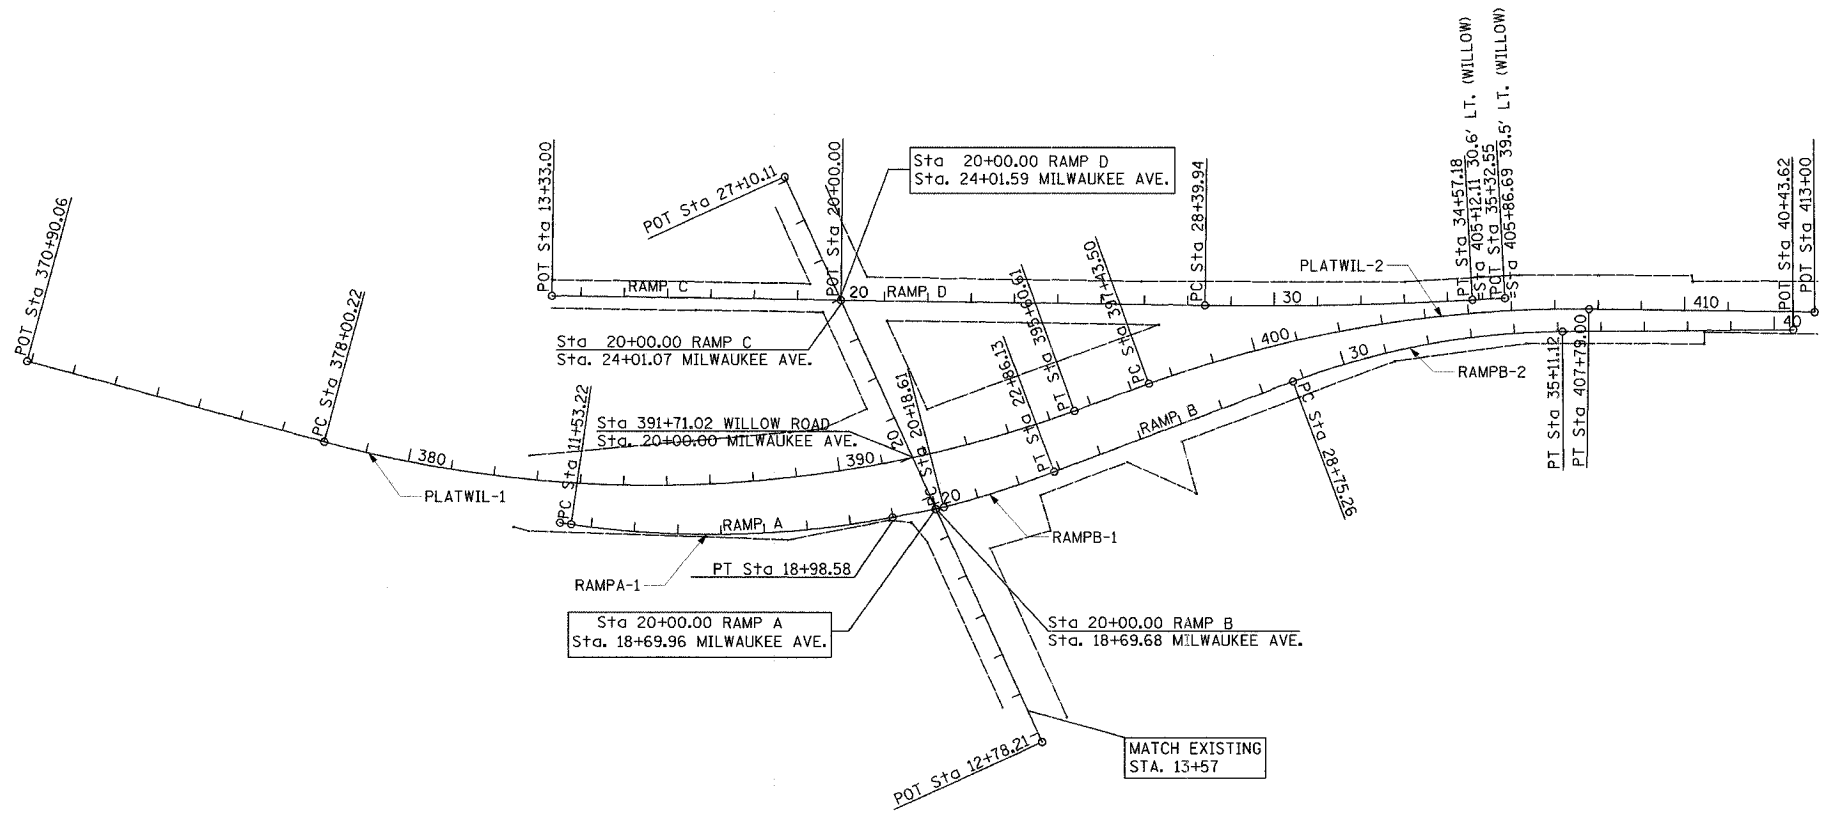 POT Sta 370+90.06
PC Sta 378+00.22
380
PLATWIL-1
PC Sta 11+53.22
RAMP A
RAMPA-1
PT Sta 18+98.58
Sta 20+00.00 RAMP A
Sta. 18+69.96 MILWAUKEE AVE.
POT Sta 13+33.00
RAMP C
POT Sta 27+10.11
POT Sta 20+00.00
20
RAMP D
Sta 20+00.00 RAMP D
Sta. 24+01.59 MILWAUKEE AVE.
Sta 20+00.00 RAMP C
Sta. 24+01.07 MILWAUKEE AVE.
Sta 391+71.02 WILLOW ROAD
Sta. 20+00.00 MILWAUKEE AVE.
390
20
PC Sta 20+18.61
20
PT Sta 22+86.13
PT Sta 395+60.61
PC Sta 397+43.50
RAMPB-1
Sta 20+00.00 RAMP B
Sta. 18+69.68 MILWAUKEE AVE.
POT Sta 12+78.21
MATCH EXISTING
STA. 13+57
RAMP B
PC Sta 28+39.94
30
400
30
PC Sta 28+75.26
PLATWIL-2
RAMPB-2
PT Sta 34+57.18
=Sta 405+12.11 30.6' LT. (WILLOW)
POT Sta 35+32.55
=Sta 405+86.69 39.5' LT. (WILLOW)
PT Sta 35+11.12
PT Sta 407+79.00
410
40
POT Sta 40+43.62
POT Sta 413+00